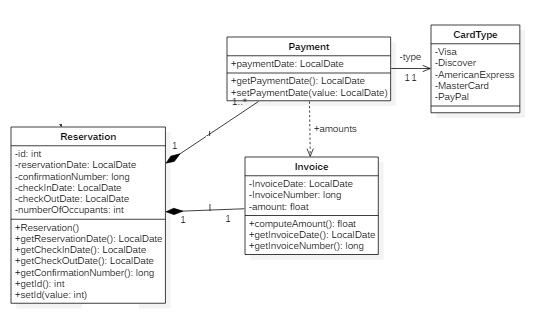 Payment
+paymentDate: LocalDate
+getPaymentDate(): LocalDate
+setPaymentDate(value: LocalDate)
-type
1 1
CardType
-Visa
-Discover
-AmericanExpress
-MasterCard
-PayPal
1..*
+amounts
1
Reservation
-id: int
-reservationDate: LocalDate
-confirmationNumber: long
-checkInDate: LocalDate
-checkOutDate: LocalDate
-numberOfOccupants: int
+Reservation()
+getReservationDate(): LocalDate
+getCheckInDate(): LocalDate
+getCheckOutDate(): LocalDate
+getConfirmationNumber(): long
+getId(): int
+setId(value: int)
1
1
Invoice
-InvoiceDate: LocalDate
-InvoiceNumber: long
-amount: float
+computeAmount(): float
+getInvoiceDate(): LocalDate
+getInvoiceNumber(): long